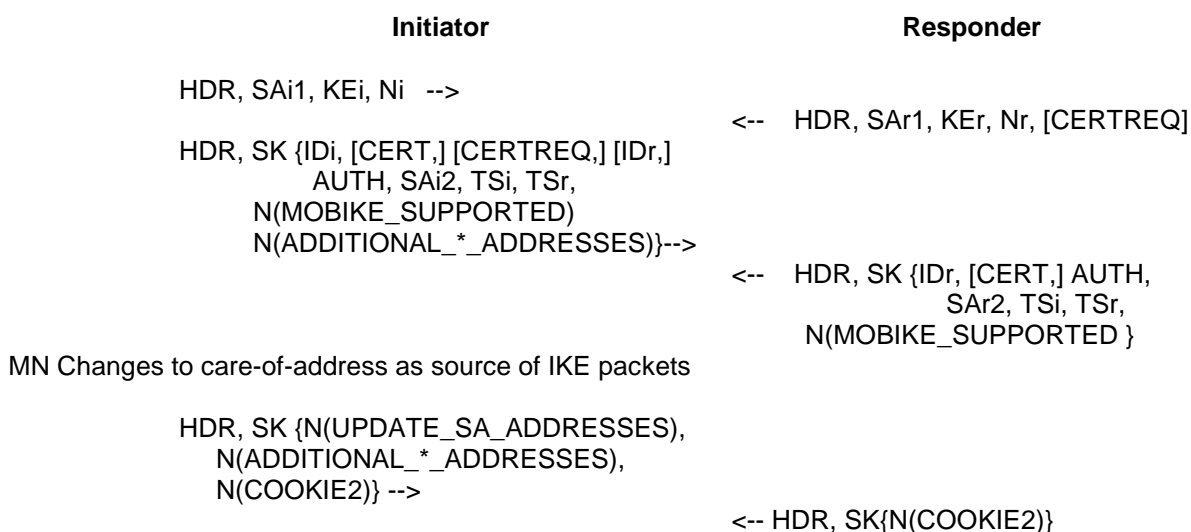 Initiator Responder
HDR, SAi1, KEi, Ni -->
<-- HDR, SAr1, KEr, Nr, [CERTREQ]
HDR, SK {IDi, [CERT,] [CERTREQ,] [IDr,]
AUTH, SAi2, TSi, TSr,
N(MOBIKE_SUPPORTED)
N(ADDITIONAL_*_ADDRESSES)}-->
<-- HDR, SK {IDr, [CERT,] AUTH,
SAr2, TSi, TSr,
N(MOBIKE_SUPPORTED }
MN Changes to care-of-address as source of IKE packets
HDR, SK {N(UPDATE_SA_ADDRESSES),
N(ADDITIONAL_*_ADDRESSES),
N(COOKIE2)} -->
<-- HDR, SK{N(COOKIE2)}